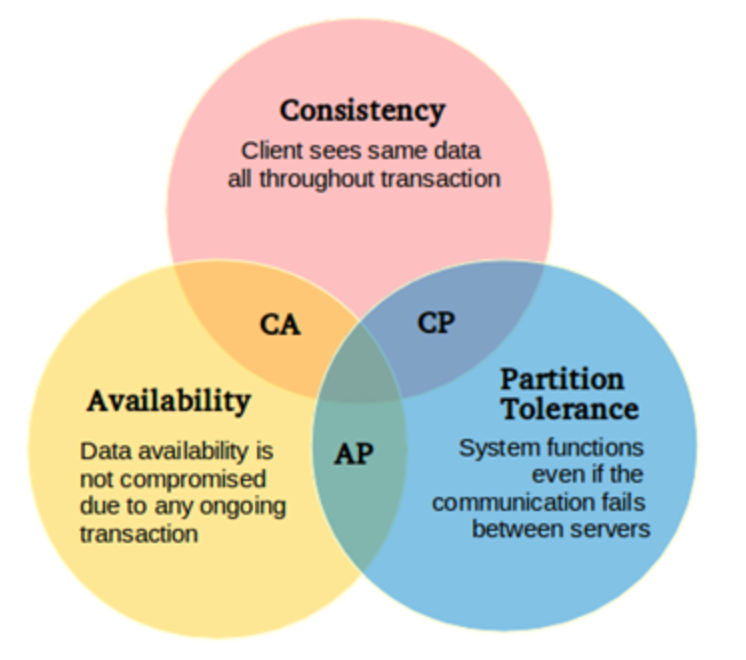 Consistency
Client sees same data
all throughout transaction
CA
CP
Availability
Data availability is
not compromised
due to any ongoing
transaction
AP
Partition
Tolerance
System functions
even if the
communication fails
between servers